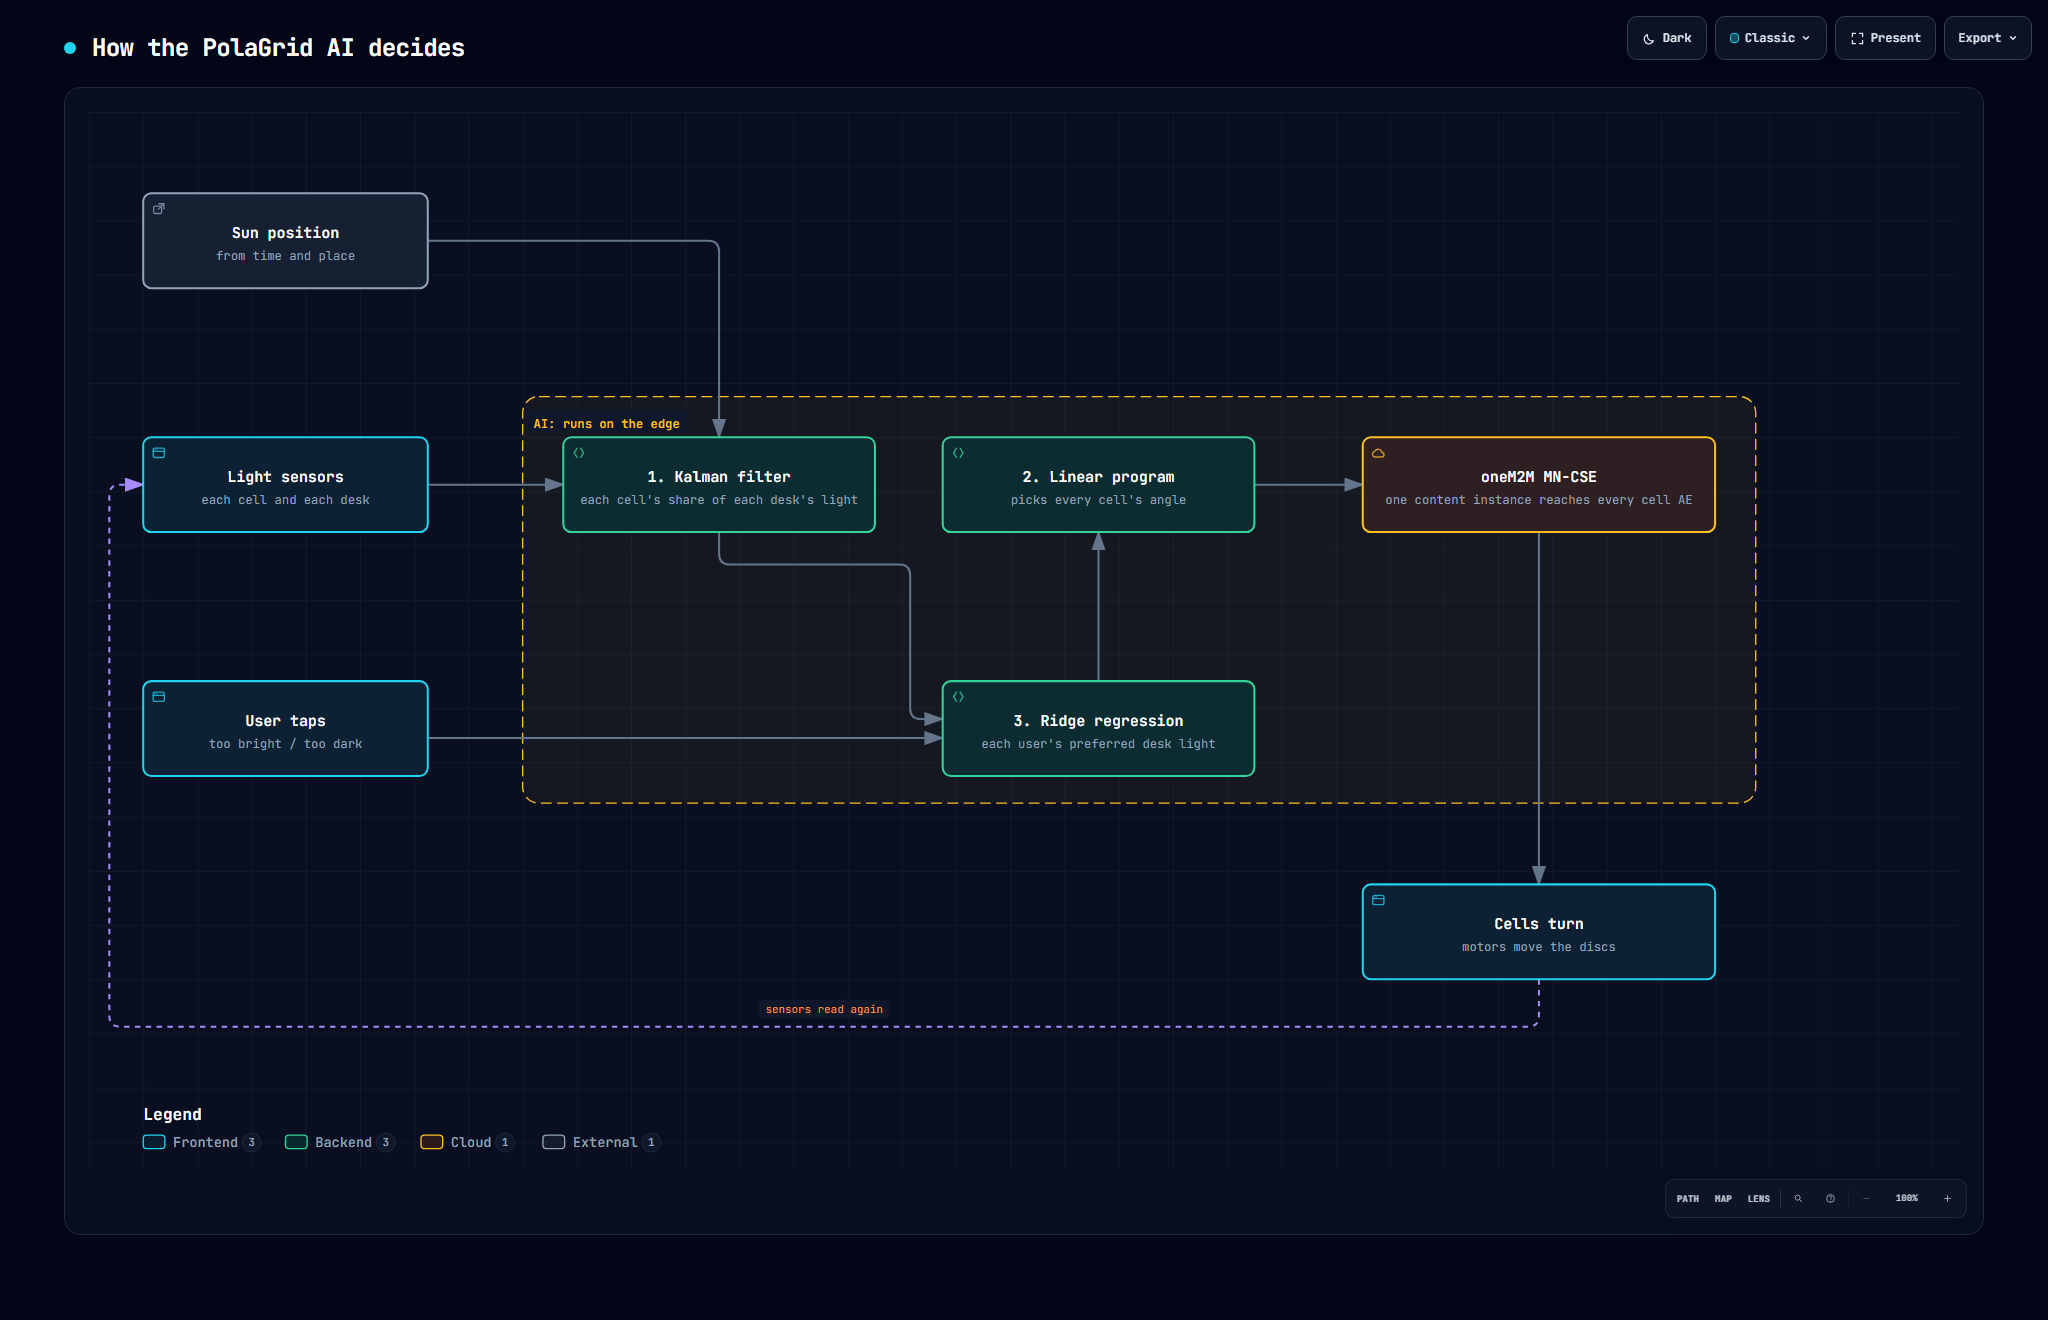 How the PolaGrid AI decides
Dark
Classic
Present
Export
Sun position
from time and place
AI: runs on the edge
Light sensors
each cell and each desk
1. Kalman filter
each cell's share of each desk's light
2. Linear program
picks every cell's angle
oneM2M MN-CSE
one content instance reaches every cell AE
User taps
too bright / too dark
3. Ridge regression
each user's preferred desk light
Cells turn
motors move the discs
sensors read again
Legend
Frontend 3
Backend 3
Cloud 1
External 1
PATH
MAP
LENS
100%